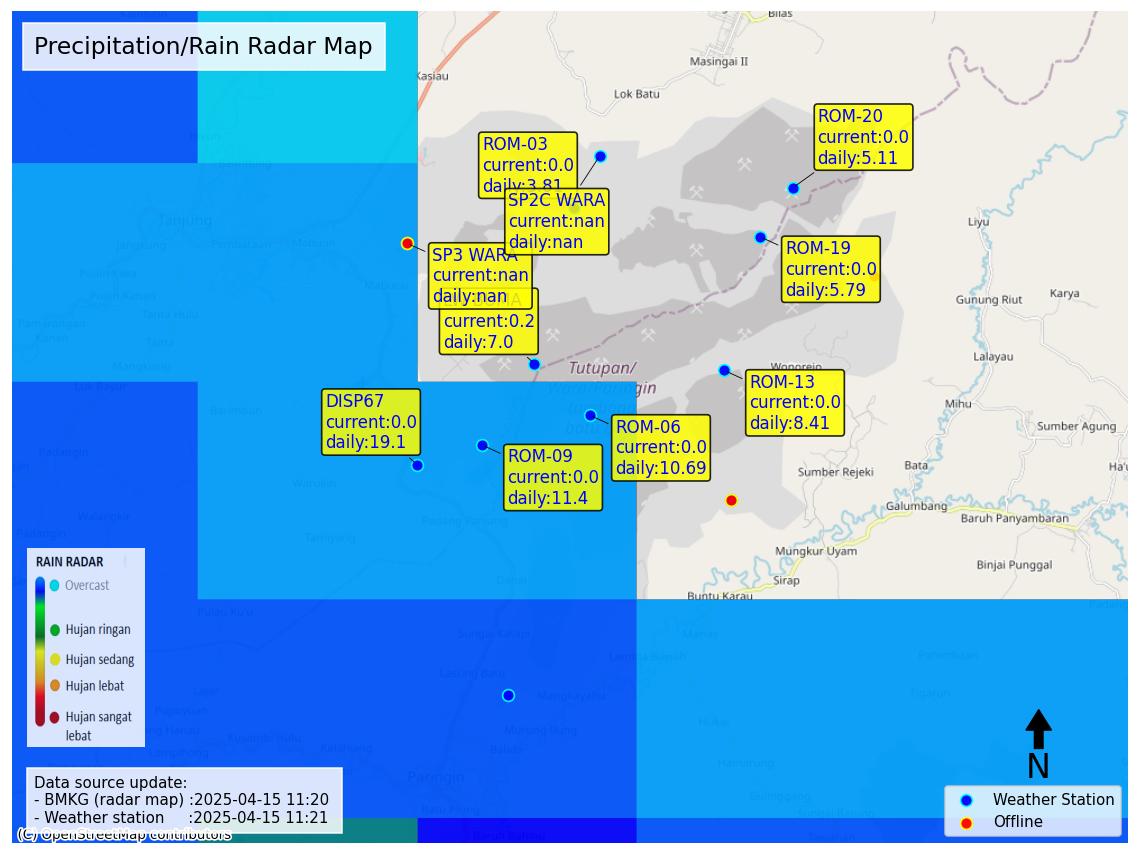 Precipitation/Rain Radar Map
Bilas
Masingai II
Kasiau
Lok Batu
ROM-20
current:0.0
daily:5.11
ROM-03
current:0.0
daily:3.81
SP2C WARA
current:nan
daily:nan
Tanjung
Liyu
ROM-19
current:0.0
daily:5.79
SP3 WARA
current:nan
daily:nan
current:0.2
daily:7.0
Gunung Riut
Karya
Lalayau
Tutupan/
Wonorejo
ROM-13
current:0.0
daily:8.41
DISP67
current:0.0
daily:19.1
Mihu
ROM-06
current:0.0
daily:10.69
Sumber Agung
ROM-09
current:0.0
daily:11.4
Bata
Sumber Rejeki
Galumbang
Baruh Panyambaran
Mungkur Uyam
Binjai Punggal
Sirap
Buntu Karau
RAIN RADAR
Overcast
Hujan ringan
Hujan sedang
Hujan lebat
Hujan sangat
lebat
Mangkayahu
Murung Ilung
Paringin
N
Data source update:
- BMKG (radar map) :2025-04-15 11:20
- Weather station :2025-04-15 11:21
(C) OpenStreetMap contributors
Weather Station
Offline